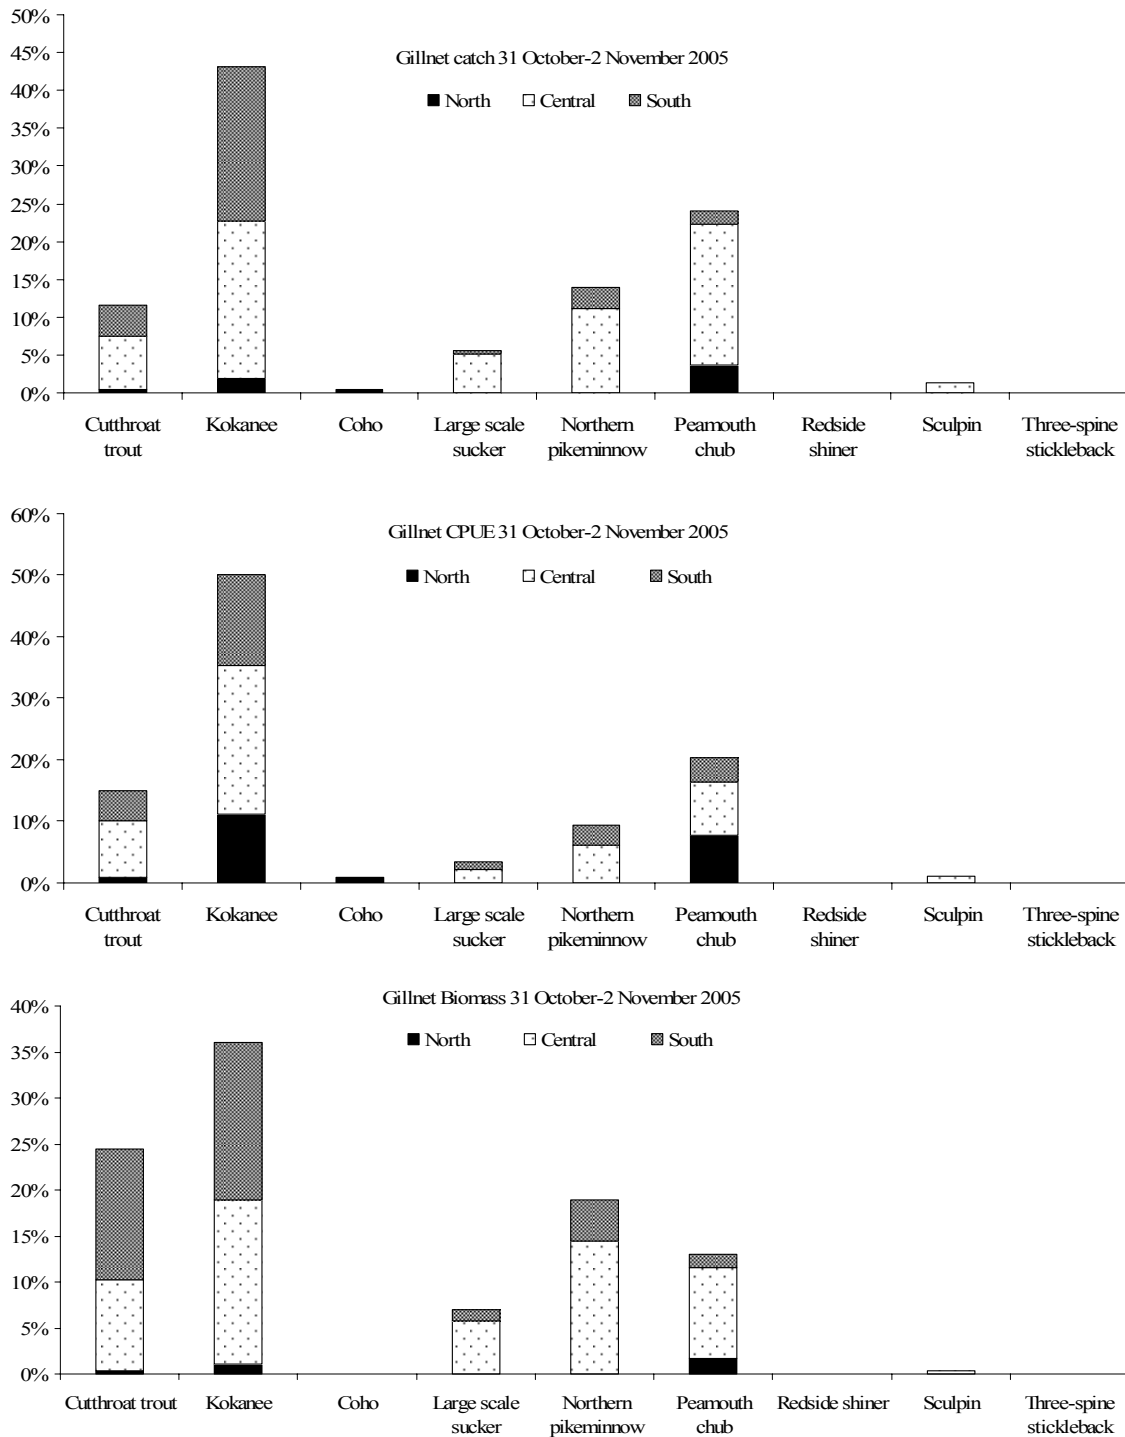 50%
Gillnet catch 31 October-2 November 2005
45%
40%
North Central South
35%
30%
25%
20%
15%
10%
5%
0%
Cutthroat Kokanee Coho Large scale Northern Peamouth Redside Sculpin Three-spine
trout sucker pikeminnow chub shiner stickleback
60%
Gillnet CPUE 31 October-2 November 2005
50%
North Central South
40%
30%
20%
10%
0%
Cutthroat Kokanee Coho Large scale Northern Peamouth Redside Sculpin Three-spine
trout sucker pikeminnow chub shiner stickleback
Gillnet Biomass 31 October-2 November 2005
40%
North Central South
35%
30%
25%
20%
15%
10%
5%
0%
Cutthroat trout Kokanee Coho Large scale Northern Peamouth Redside shiner Sculpin Three-spine
sucker pikeminnow chub stickleback